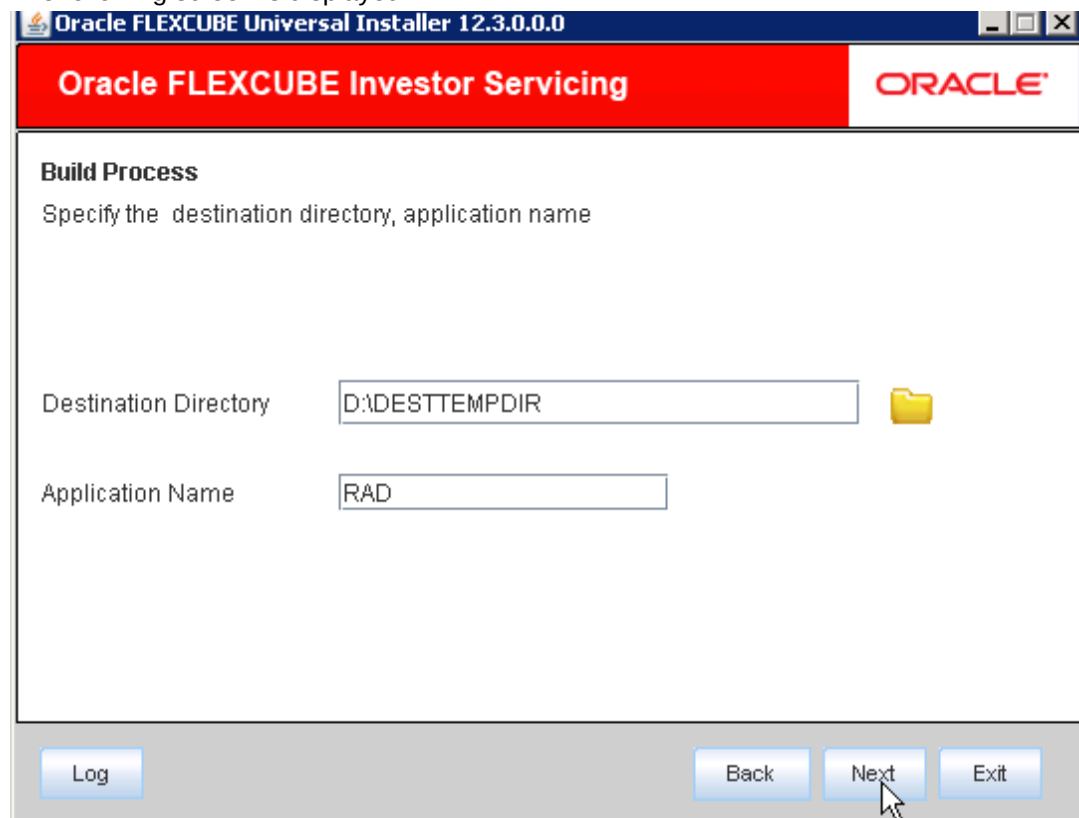 Oracle FLEXCUBE Universal Installer 12.3.0.0.0
Oracle FLEXCUBE Investor Servicing
ORACLE
Build Process
Specify the destination directory, application name
Destination Directory D:\DESTTEMPDIR
Application Name RAD
Log Back Next Exit